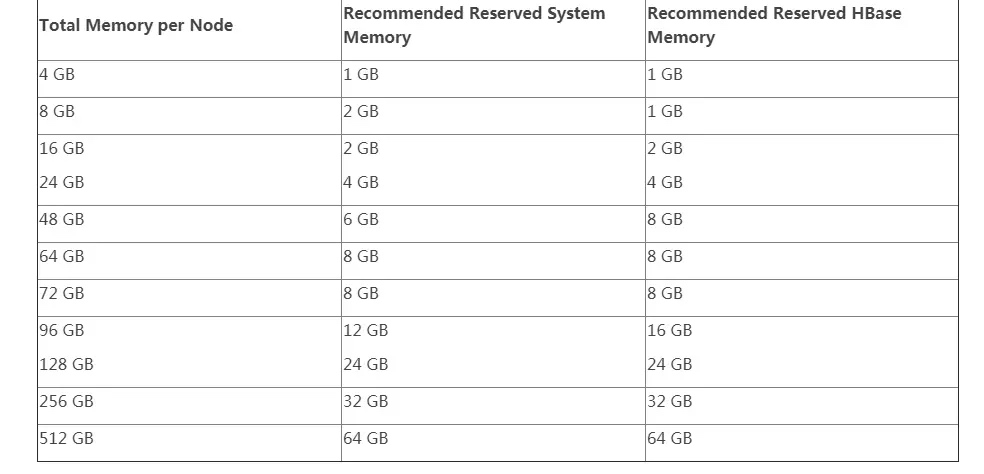 Total Memory per Node Recommended Reserved System Memory Recommended Reserved HBase Memory
4 GB 1 GB 1 GB
8 GB 2 GB 1 GB
16 GB 2 GB 2 GB
24 GB 4 GB 4 GB
48 GB 6 GB 8 GB
64 GB 8 GB 8 GB
72 GB 8 GB 8 GB
96 GB 12 GB 16 GB
128 GB 24 GB 24 GB
256 GB 32 GB 32 GB
512 GB 64 GB 64 GB